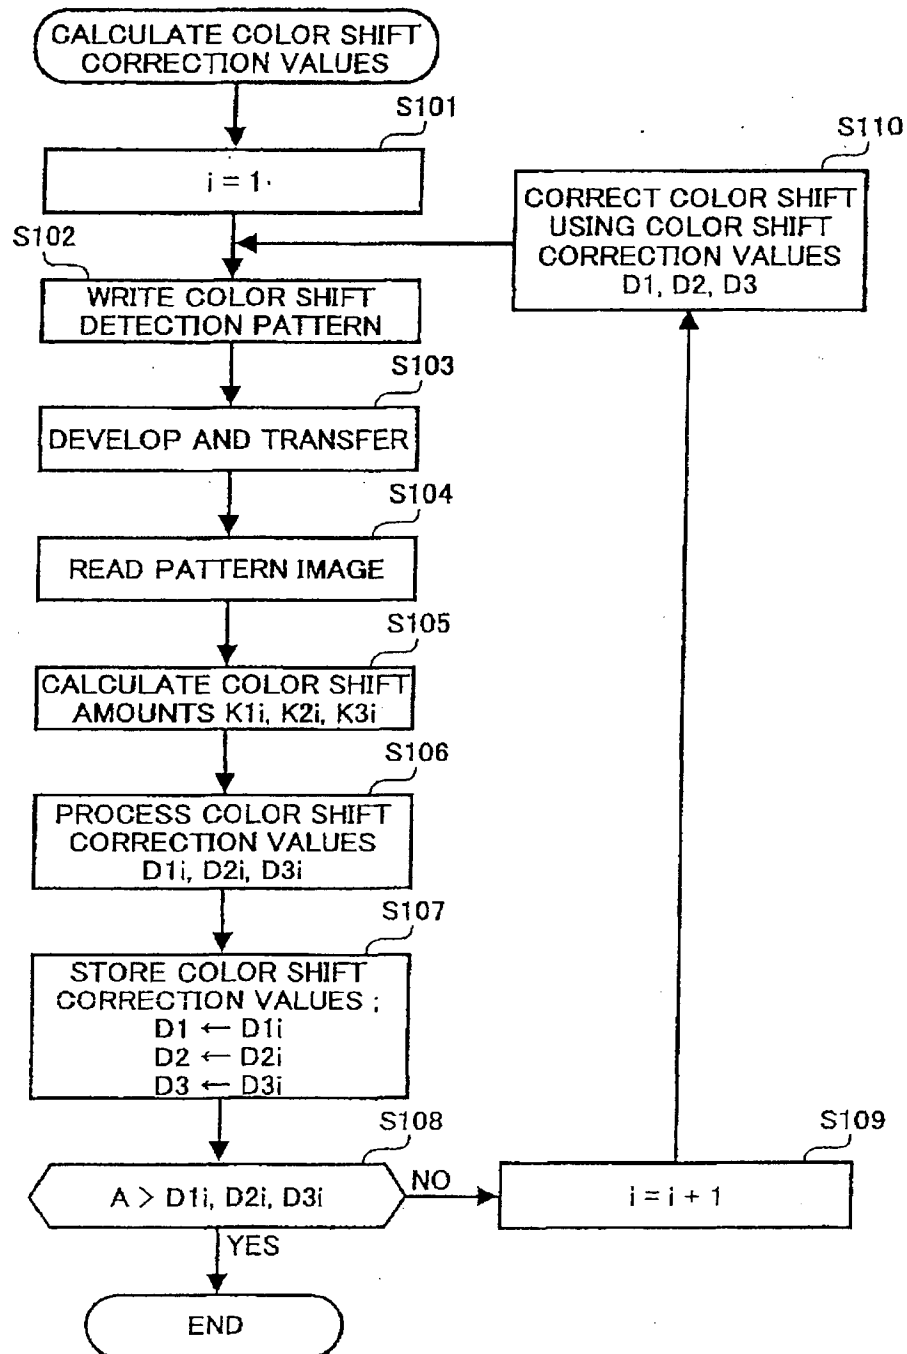 CALCULATE COLOR SHIFT
CORRECTION VALUES
S101
i = 1
S102
WRITE COLOR SHIFT
DETECTION PATTERN
S103
DEVELOP AND TRANSFER
S104
READ PATTERN IMAGE
S105
CALCULATE COLOR SHIFT
AMOUNTS K1i, K2i, K3i
S106
PROCESS COLOR SHIFT
CORRECTION VALUES
D1i, D2i, D3i
S107
STORE COLOR SHIFT
CORRECTION VALUES ;
D1 ← D1i
D2 ← D2i
D3 ← D3i
S108
A > D1i, D2i, D3i
NO
YES
END
S109
i = i + 1
S110
CORRECT COLOR SHIFT
USING COLOR SHIFT
CORRECTION VALUES
D1, D2, D3